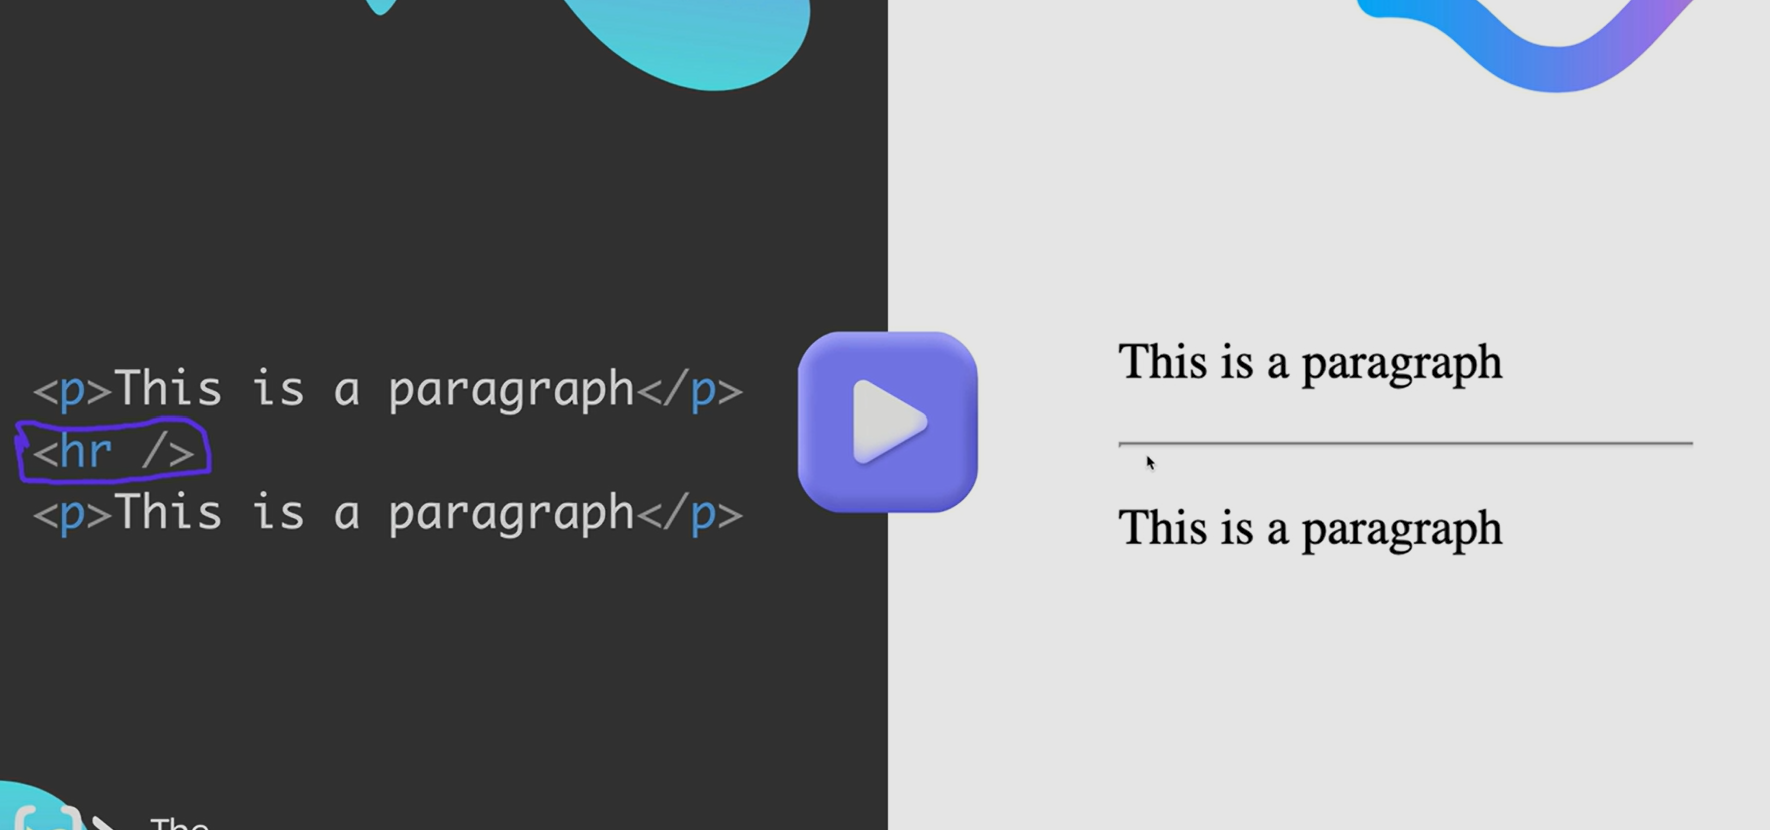 <p>This is a paragraph</p>
<hr />
<p>This is a paragraph</p>
This is a paragraph
This is a paragraph
The